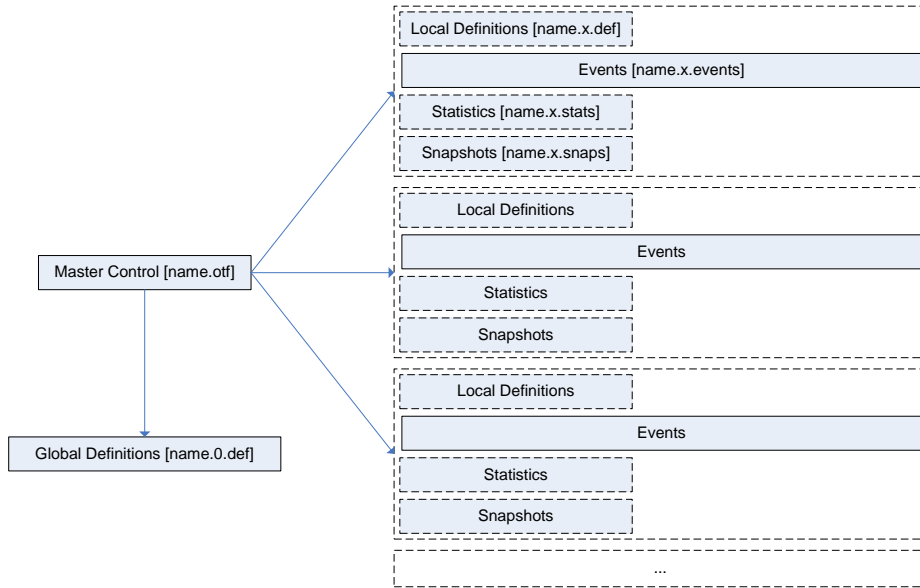 Local Definitions [name.x.def]
Events [name.x.events]
Statistics [name.x.stats]
Snapshots [name.x.snaps]
Local Definitions
Events
Statistics
Snapshots
Master Control [name.otf]
Local Definitions
Events
Statistics
Snapshots
Global Definitions [name.0.def]
...